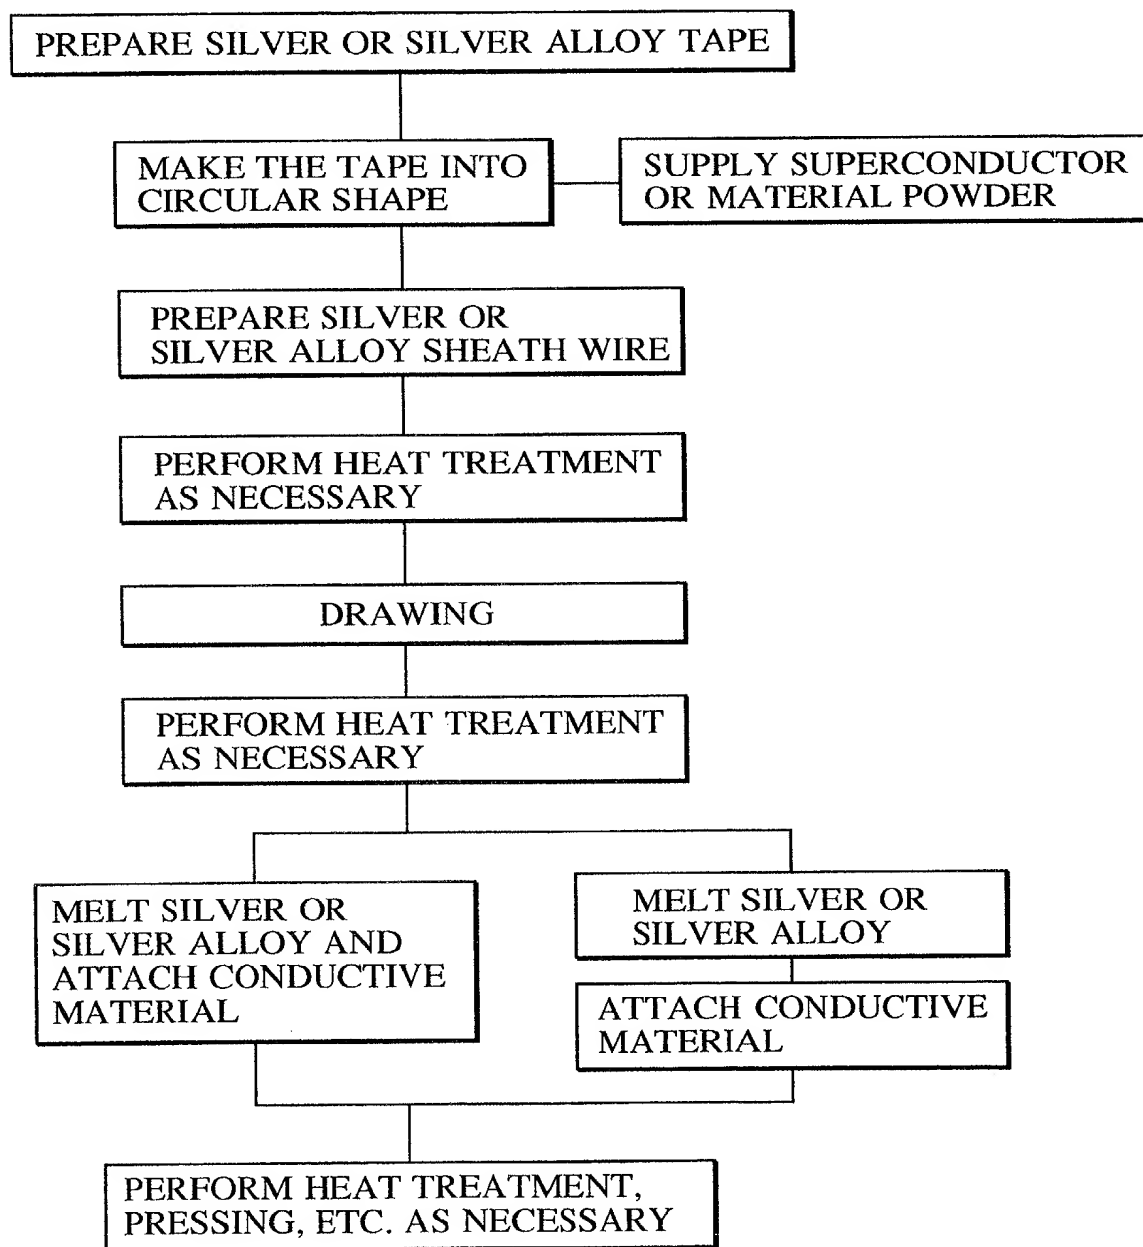 PREPARE SILVER OR SILVER ALLOY TAPE
MAKE THE TAPE INTO
CIRCULAR SHAPE
SUPPLY SUPERCONDUCTOR
OR MATERIAL POWDER
PREPARE SILVER OR
SILVER ALLOY SHEATH WIRE
PERFORM HEAT TREATMENT
AS NECESSARY
DRAWING
PERFORM HEAT TREATMENT
AS NECESSARY
MELT SILVER OR
SILVER ALLOY AND
ATTACH CONDUCTIVE
MATERIAL
MELT SILVER OR
SILVER ALLOY
ATTACH CONDUCTIVE
MATERIAL
PERFORM HEAT TREATMENT,
PRESSING, ETC. AS NECESSARY